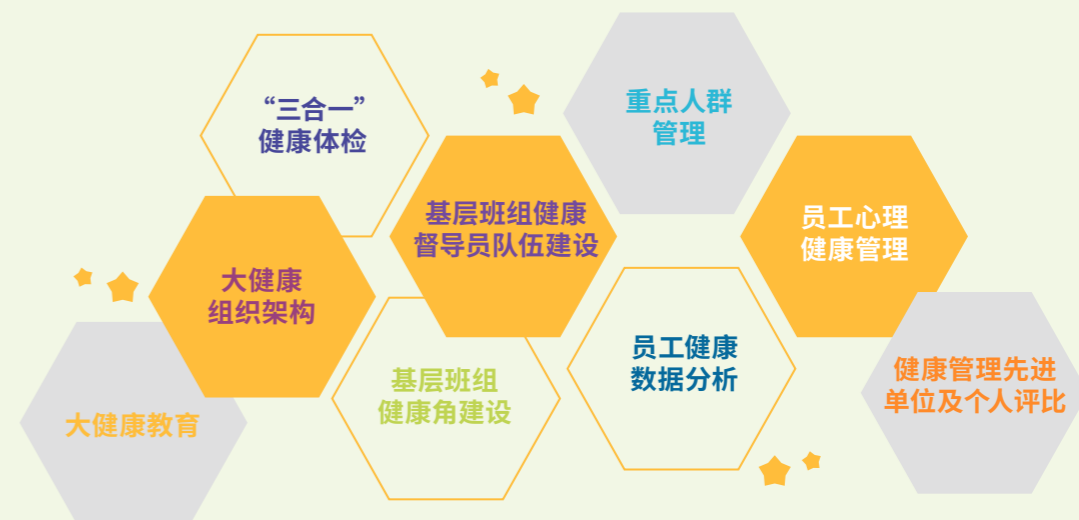 “三合一”
健康体检
重点人群
管理
基层班组健康
督导员队伍建设
员工心理
健康管理
大健康
组织架构
员工健康
数据分析
基层班组
健康角建设
健康管理先进
单位及个人评比
大健康教育